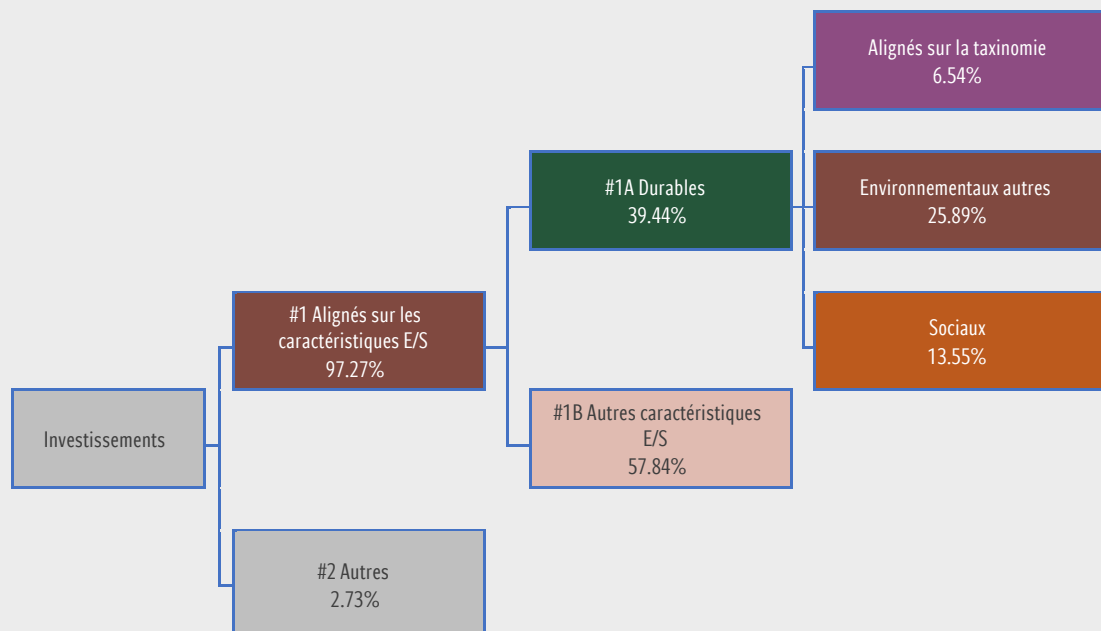 Alignés sur la taxinomie
6.54%
#1A Durables
39.44%
Environnementaux autres
25.89%
#1 Alignés sur les
caractéristiques E/S
97.27%
Sociaux
13.55%
Investissements
#1B Autres caractéristiques
E/S
57.84%
#2 Autres
2.73%